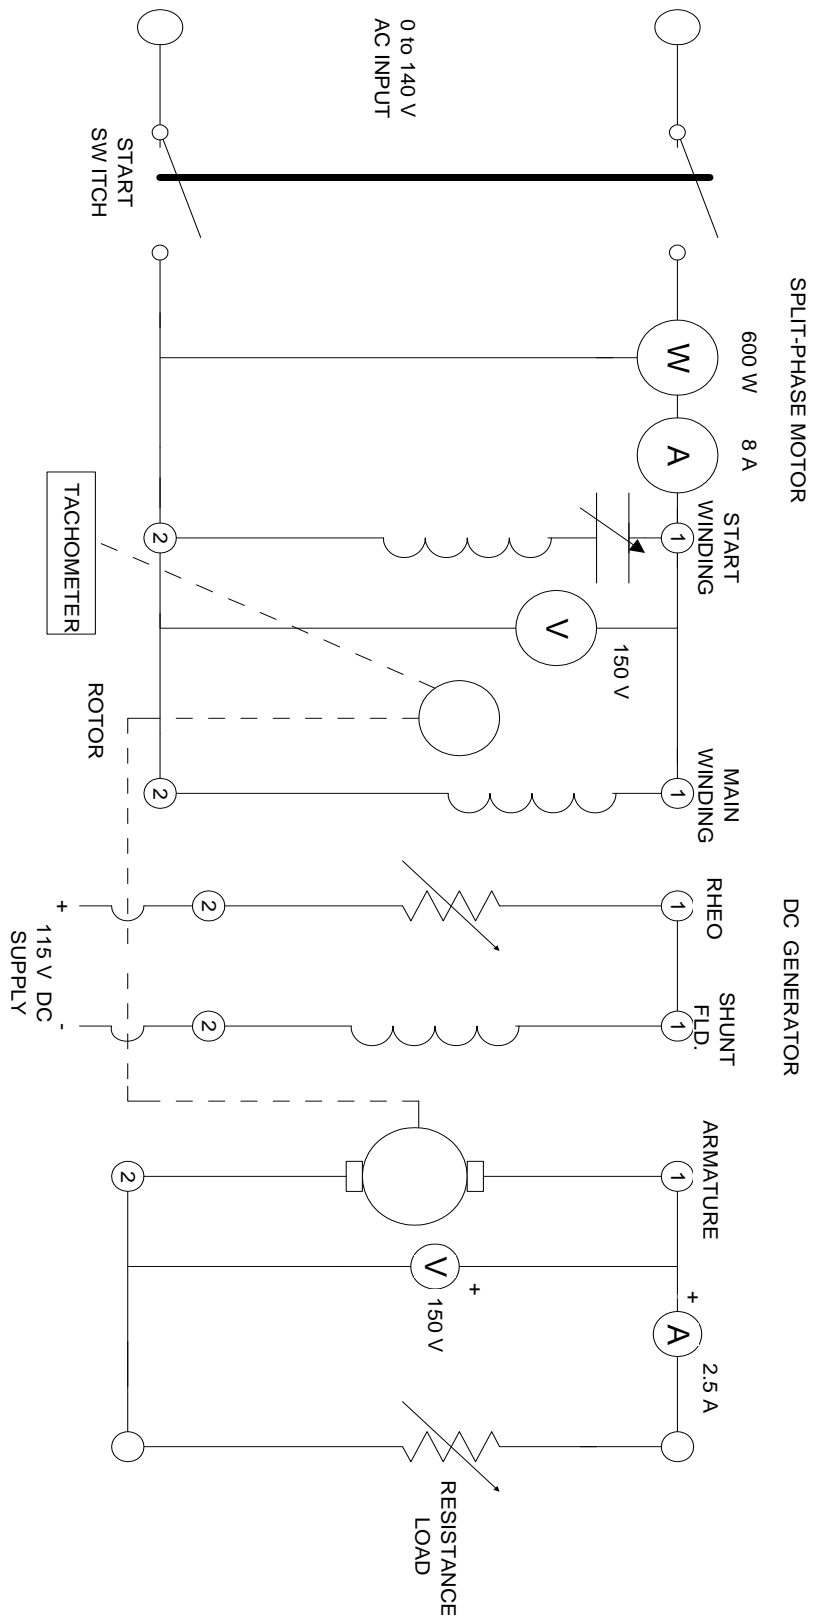 SPLIT-PHASE MOTOR
DC GENERATOR
0 to 140 V
AC INPUT
START
SWITCH
600 W
W
8 A
A
START
WINDING
1
2
V
150 V
TACHOMETER
ROTOR
MAIN
WINDING
1
2
RHEO
1
2
+
115 V DC
SUPPLY
-
SHUNT
FLD.
1
2
ARMATURE
1
2
V
+
150 V
+
A
2.5 A
RESISTANCE
LOAD